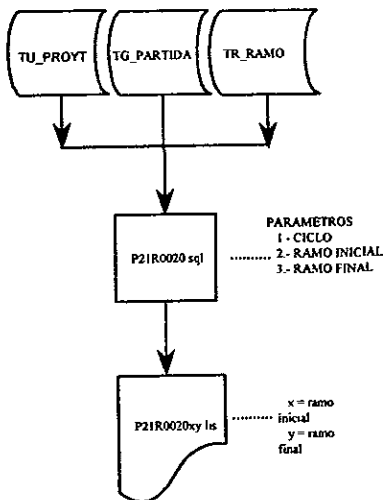 TU_PROYT TG_PARTIDA TR_RAMO
P21R0020 sql
PARAMETROS
1 - CICLO
2.- RAMO INICIAL
3.- RAMO FINAL
P21R0020xy lis
x = ramo
inicial
y = ramo
final